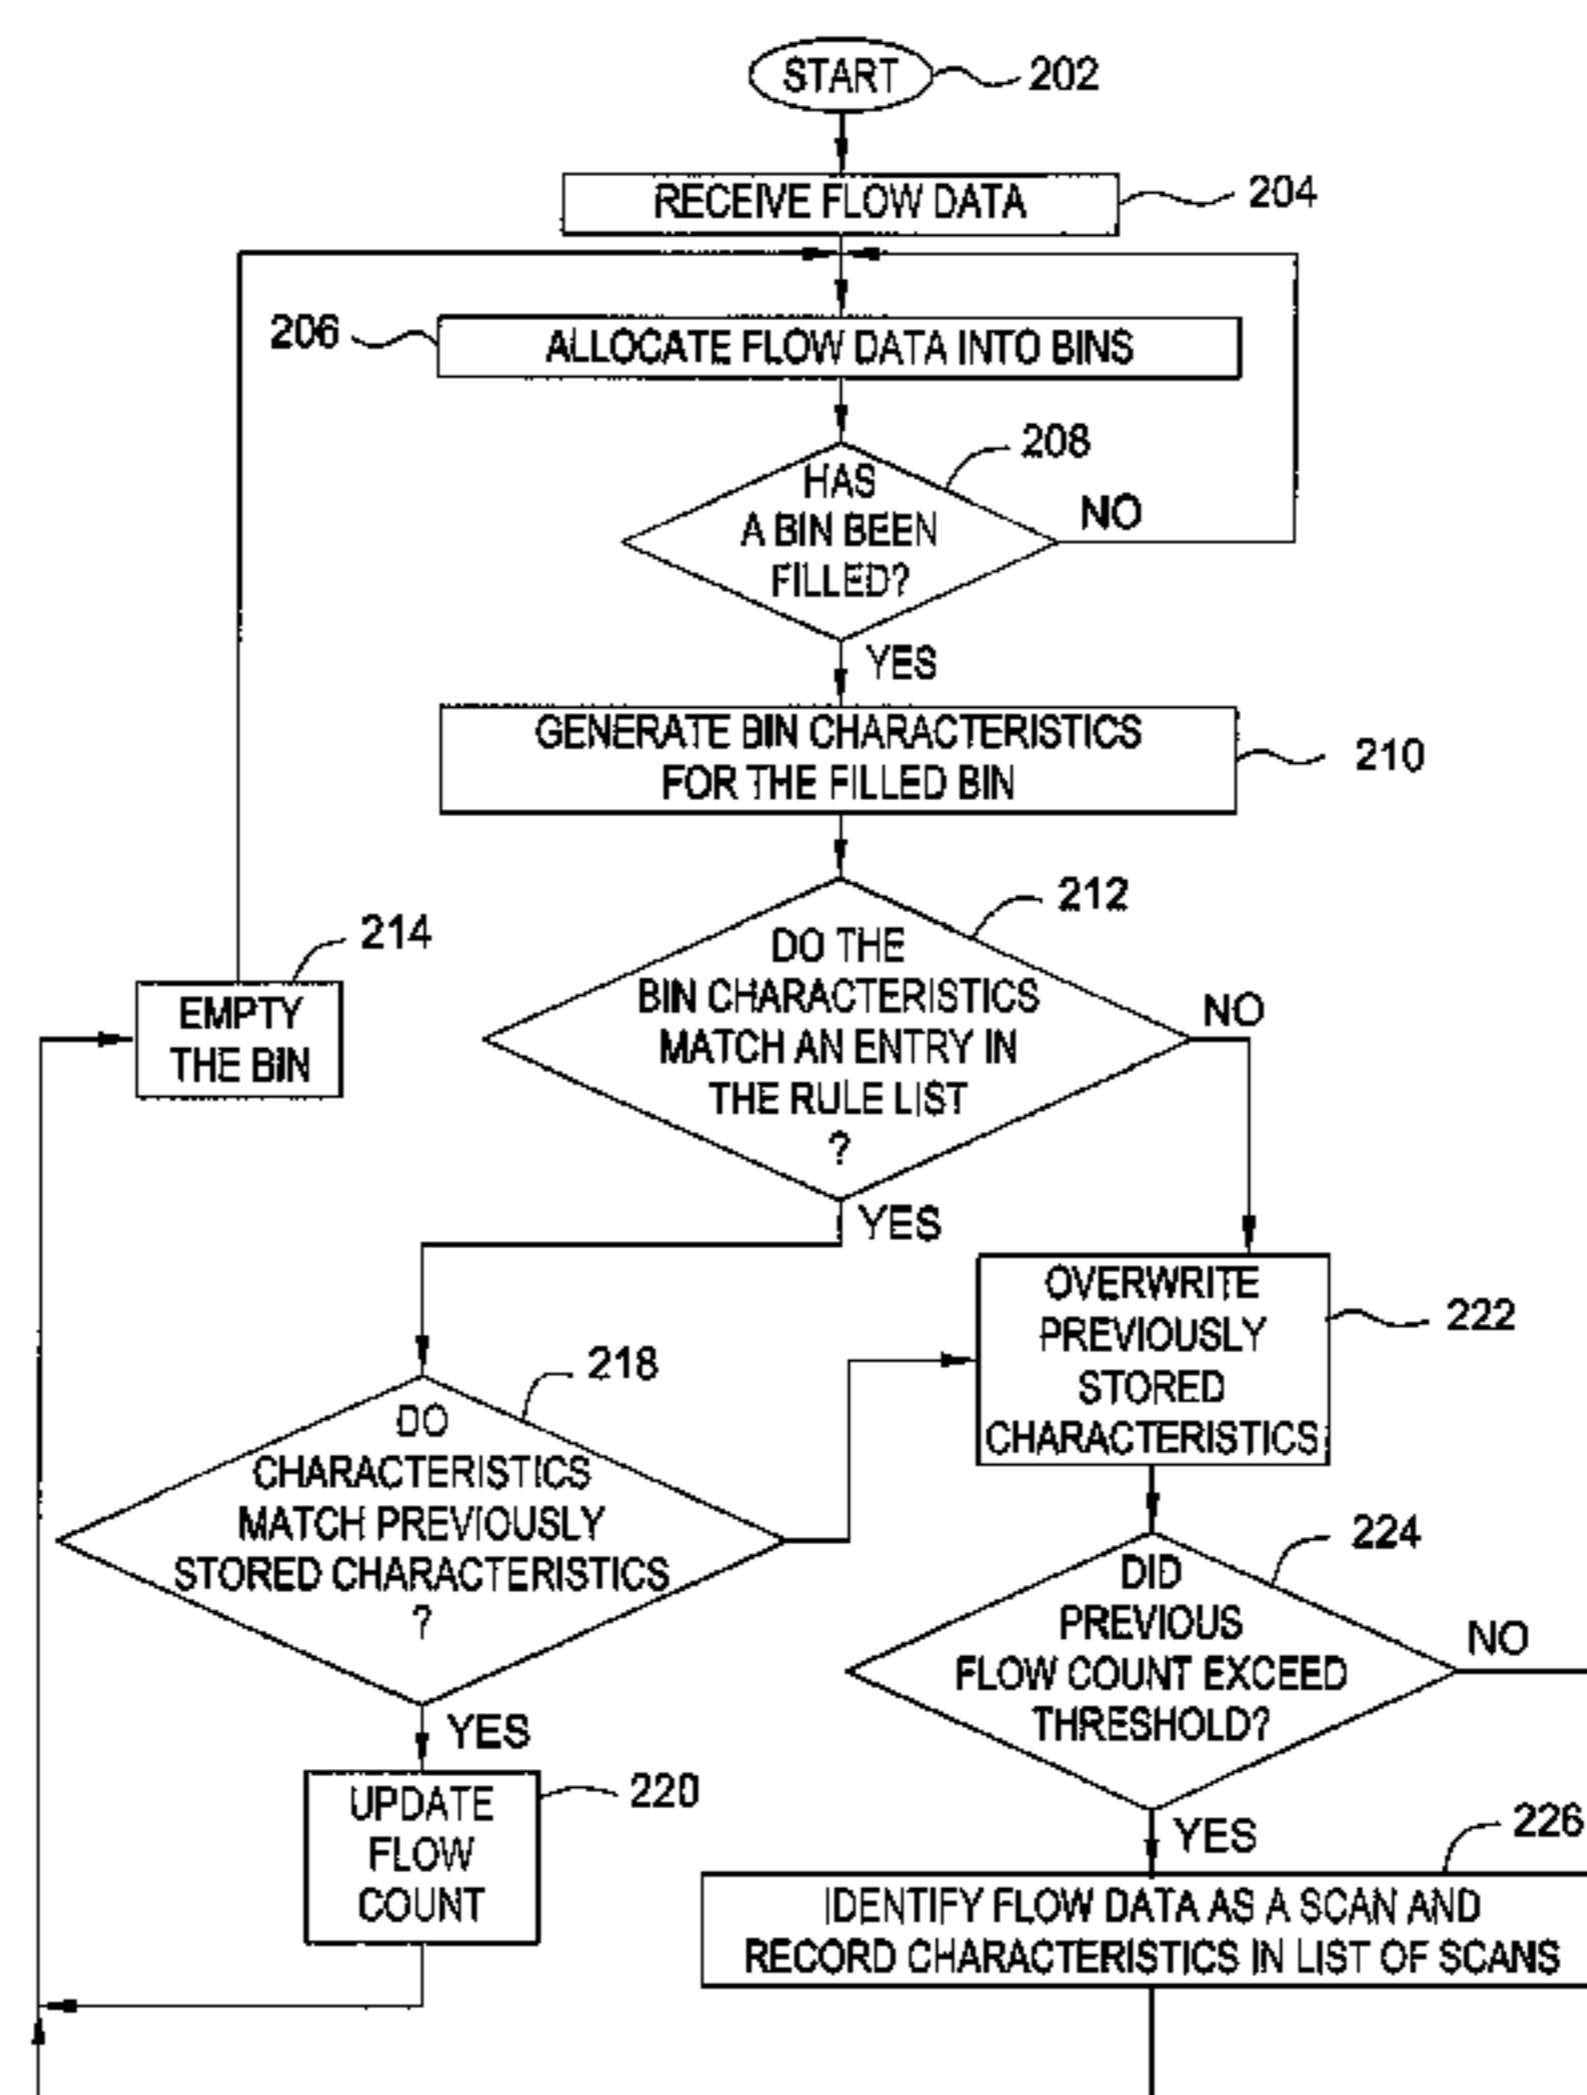 START
202
RECEIVE FLOW DATA
204
206
ALLOCATE FLOW DATA INTO BINS
208
HAS
A BIN BEEN
FILLED?
NO
YES
GENERATE BIN CHARACTERISTICS
FOR THE FILLED BIN
210
212
214
DO THE
BIN CHARACTERISTICS
MATCH AN ENTRY IN
THE RULE LIST
?
NO
EMPTY
THE BIN
YES
OVERWRITE
PREVIOUSLY
STORED
CHARACTERISTICS
222
218
DO
CHARACTERISTICS
MATCH PREVIOUSLY
STORED CHARACTERISTICS
?
224
DID
PREVIOUS
FLOW COUNT EXCEED
THRESHOLD?
NO
YES
UPDATE
FLOW
COUNT
220
YES
226
IDENTIFY FLOW DATA AS A SCAN AND
RECORD CHARACTERISTICS IN LIST OF SCANS